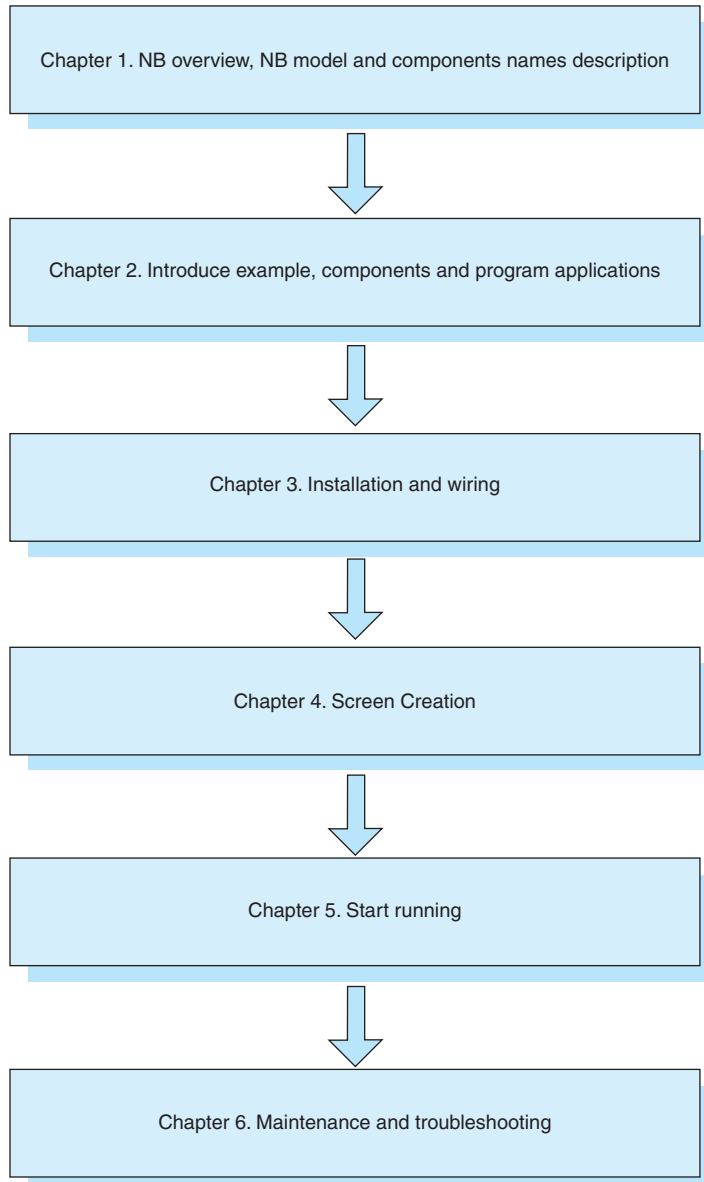 Chapter 1. NB overview, NB model and components names description
Chapter 2. Introduce example, components and program applications
Chapter 3. Installation and wiring
Chapter 4. Screen Creation
Chapter 5. Start running
Chapter 6. Maintenance and troubleshooting